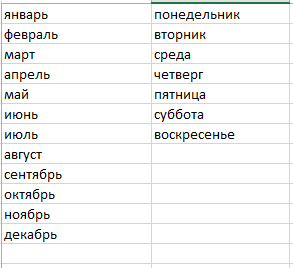 январь понедельник
февраль вторник
март среда
апрель четверг
май пятница
июнь суббота
июль воскресенье
август
сентябрь
октябрь
ноябрь
декабрь